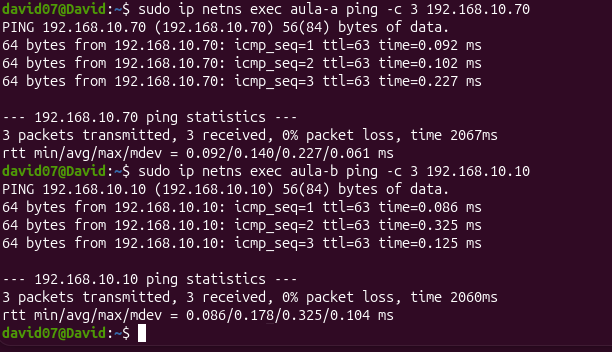 david07@David:~$ sudo ip netns exec aula-a ping -c 3 192.168.10.70
PING 192.168.10.70 (192.168.10.70) 56(84) bytes of data.
64 bytes from 192.168.10.70: icmp_seq=1 ttl=63 time=0.092 ms
64 bytes from 192.168.10.70: icmp_seq=2 ttl=63 time=0.102 ms
64 bytes from 192.168.10.70: icmp_seq=3 ttl=63 time=0.227 ms

--- 192.168.10.70 ping statistics ---
3 packets transmitted, 3 received, 0% packet loss, time 2067ms
rtt min/avg/max/mdev = 0.092/0.140/0.227/0.061 ms
david07@David:~$ sudo ip netns exec aula-b ping -c 3 192.168.10.10
PING 192.168.10.10 (192.168.10.10) 56(84) bytes of data.
64 bytes from 192.168.10.10: icmp_seq=1 ttl=63 time=0.086 ms
64 bytes from 192.168.10.10: icmp_seq=2 ttl=63 time=0.325 ms
64 bytes from 192.168.10.10: icmp_seq=3 ttl=63 time=0.125 ms

--- 192.168.10.10 ping statistics ---
3 packets transmitted, 3 received, 0% packet loss, time 2060ms
rtt min/avg/max/mdev = 0.086/0.178/0.325/0.104 ms
david07@David:~$